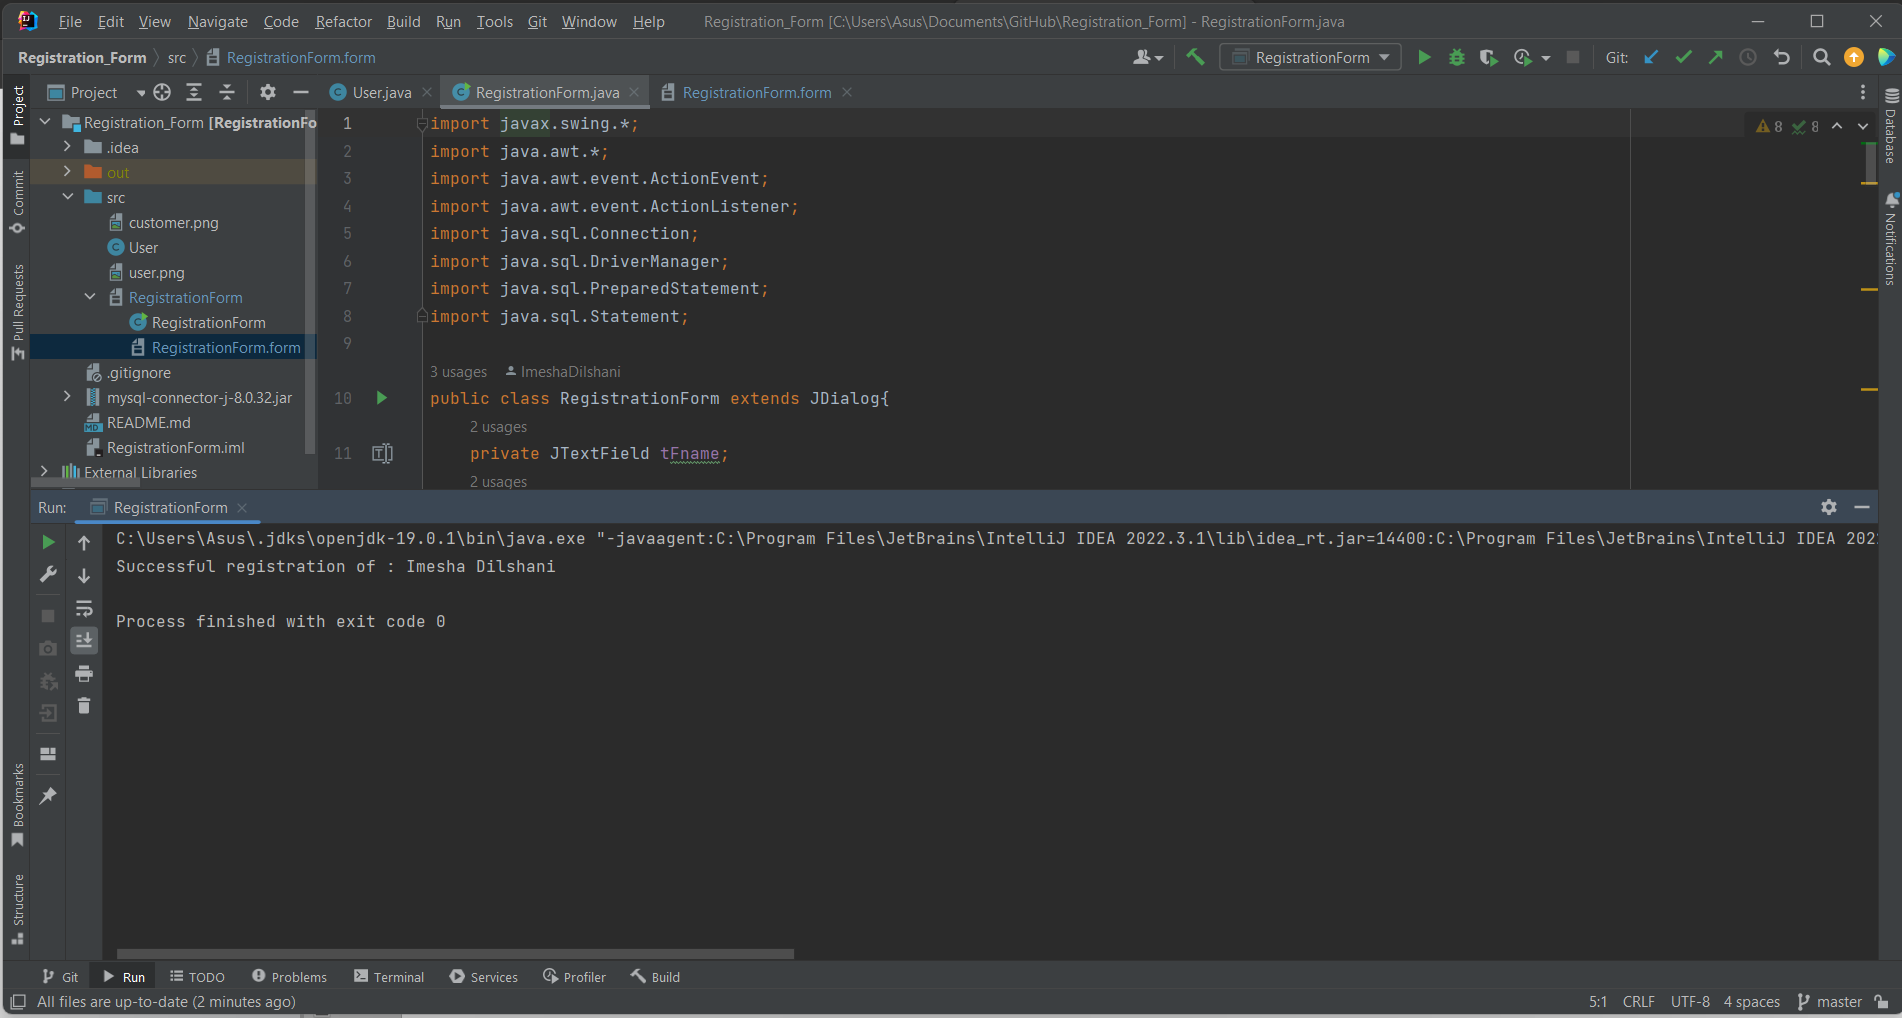 File Edit View Navigate Code Refactor Build Run Tools Git Window Help Registration_Form [C:\Users\Asus\Documents\GitHub\Registration_Form] - RegistrationForm.java
Registration_Form src RegistrationForm.form RegistrationForm Git:
Project User.java RegistrationForm.java RegistrationForm.form
Project
Commit
Pull Requests
Bookmarks
Structure
Database
Notifications
Registration_Form [RegistrationFo
.idea
out
src
customer.png
User
user.png
RegistrationForm
RegistrationForm
RegistrationForm.form
.gitignore
mysql-connector-j-8.0.32.jar
README.md
RegistrationForm.iml
External Libraries
8 8
1 import javax.swing.*;
2 import java.awt.*;
3 import java.awt.event.ActionEvent;
4 import java.awt.event.ActionListener;
5 import java.sql.Connection;
6 import java.sql.DriverManager;
7 import java.sql.PreparedStatement;
8 import java.sql.Statement;
9
3 usages ImeshaDilshani
10 public class RegistrationForm extends JDialog{
2 usages
11 private JTextField tFname;
2 usages
Run: RegistrationForm
C:\Users\Asus\.jdks\openjdk-19.0.1\bin\java.exe "-javaagent:C:\Program Files\JetBrains\IntelliJ IDEA 2022.3.1\lib\idea_rt.jar=14400:C:\Program Files\JetBrains\IntelliJ IDEA 202
Successful registration of : Imesha Dilshani
Process finished with exit code 0
Git Run TODO Problems Terminal Services Profiler Build
All files are up-to-date (2 minutes ago) 5:1 CRLF UTF-8 4 spaces master